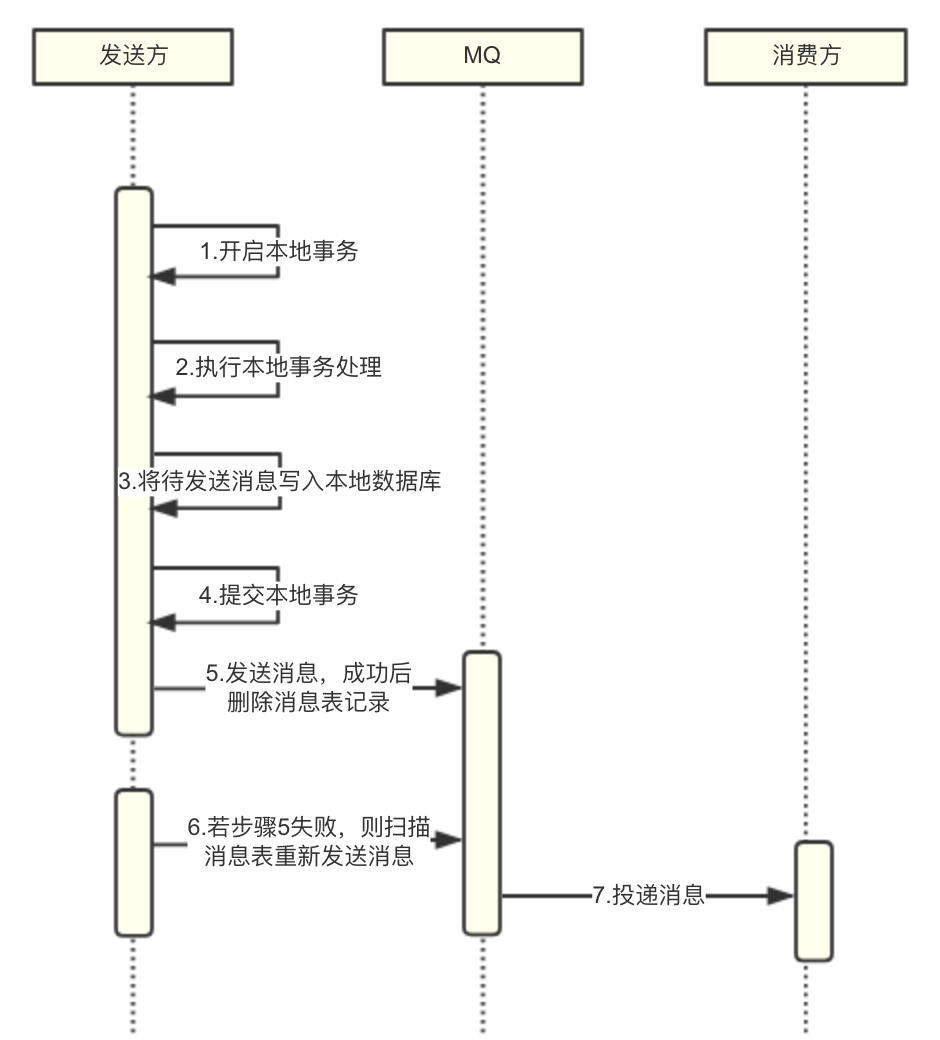 发送方
MQ
消费方
1.开启本地事务
2.执行本地事务处理
3.将待发送消息写入本地数据库
4.提交本地事务
5.发送消息，成功后
删除消息表记录
6.若步骤5失败，则扫描
消息表重新发送消息
7.投递消息